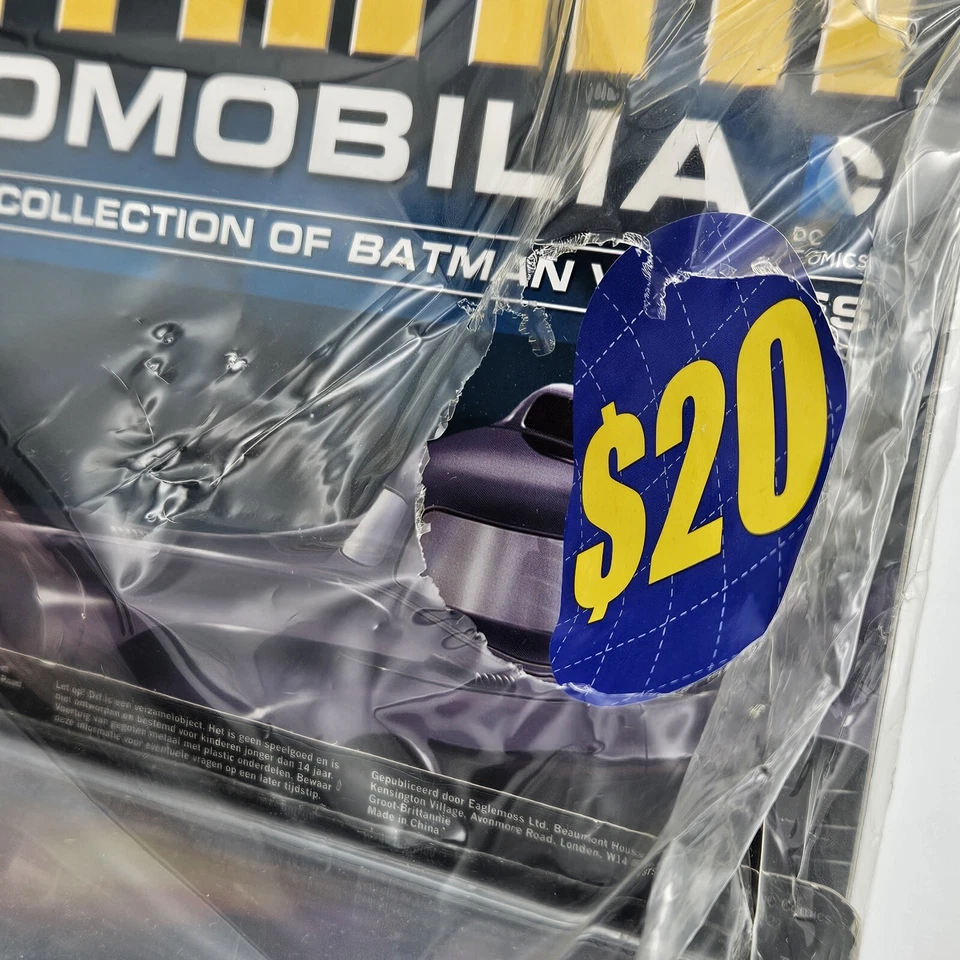 OMOBILIA
COLLECTION OF BATMAN
DC
COMICS
$20
Let op! Dit is een verzamelobject. Het is geen speelgoed en is
niet ontworpen en bestemd voor kinderen jonger dan 14 jaar.
Voertuig van gegoten metaal met plastic onderdelen. Bewaar
deze informatie voor eventuele vragen op een later tijdstip.
Gepubliceerd door Eaglemoss Ltd. Beaumont Hous
Kensington Village, Avonmore Road, Londen, W14
Groot-Brittannië
Made in China